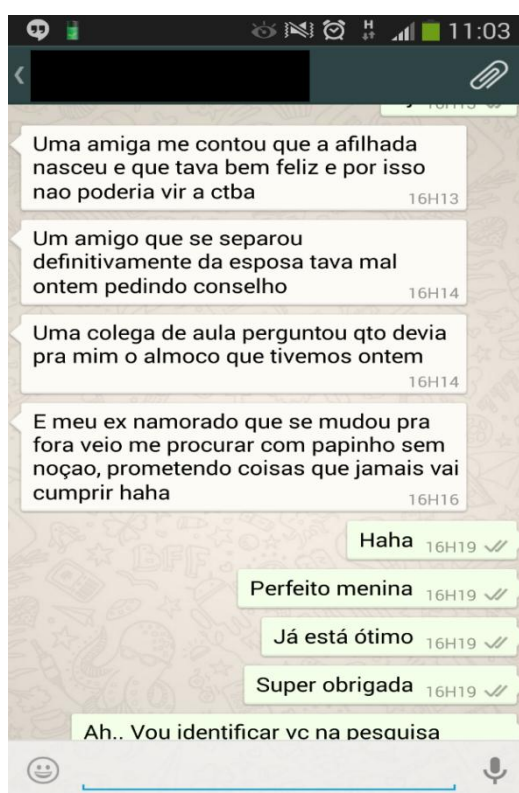 H 11:03
Uma amiga me contou que a afilhada
nasceu e que tava bem feliz e por isso
nao poderia vir a ctba
16H13
Um amigo que se separou
definitivamente da esposa tava mal
ontem pedindo conselho
16H14
Uma colega de aula perguntou qto devia
pra mim o almoco que tivemos ontem
16H14
E meu ex namorado que se mudou pra
fora veio me procurar com papinho sem
noçao, prometendo coisas que jamais vai
cumprir haha
16H16
Haha 16H19
Perfeito menina 16H19
Já está ótimo 16H19
Super obrigada 16H19
Ah.. Vou identificar vc na pesquisa